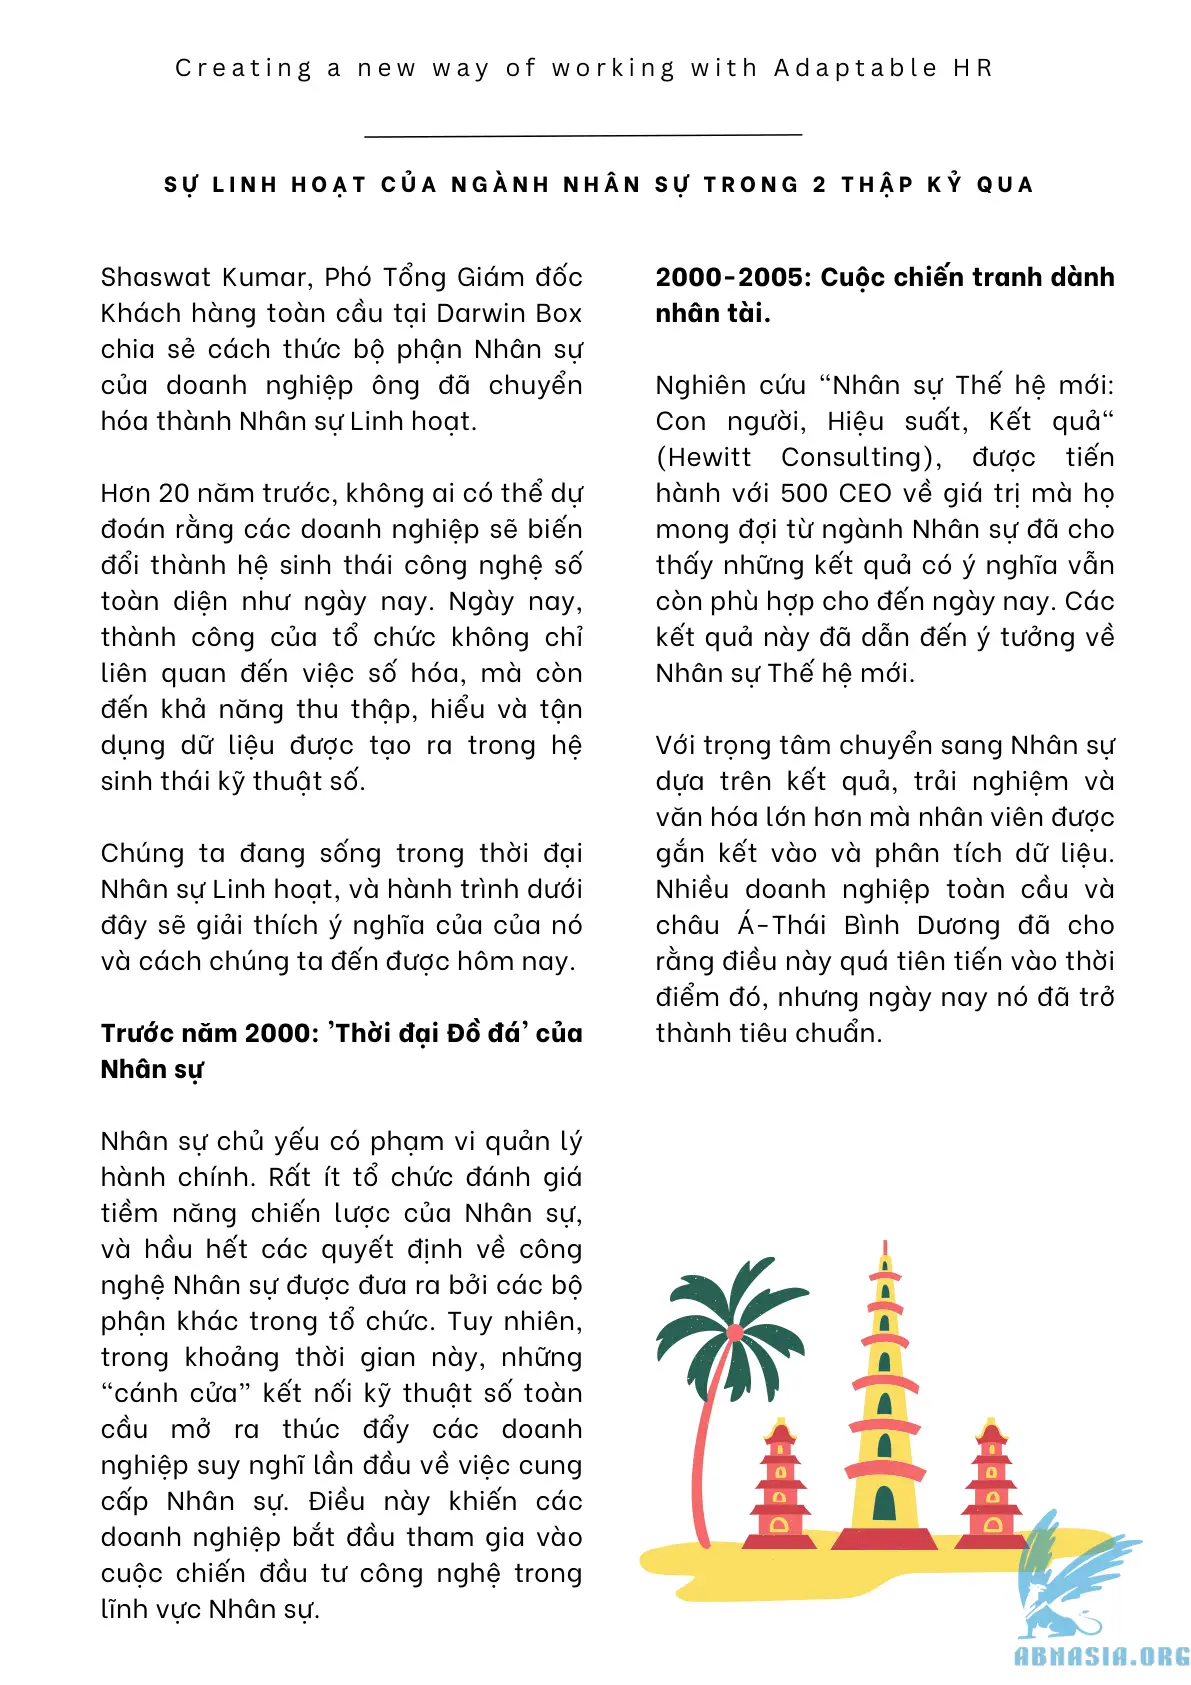 Creating a new way of working with Adaptable HR
SỰ LINH HOẠT CỦA NGÀNH NHÂN SỰ TRONG 2 THẬP KỶ QUA
Shaswat Kumar, Phó Tổng Giám đốc
Khách hàng toàn cầu tại Darwin Box
chia sẻ cách thức bộ phận Nhân sự
của doanh nghiệp ông đã chuyển
hóa thành Nhân sự Linh hoạt.
Hơn 20 năm trước, không ai có thể dự
đoán rằng các doanh nghiệp sẽ biến
đổi thành hệ sinh thái công nghệ số
toàn diện như ngày nay. Ngày nay,
thành công của tổ chức không chỉ
liên quan đến việc số hóa, mà còn
đến khả năng thu thập, hiểu và tận
dụng dữ liệu được tạo ra trong hệ
sinh thái kỹ thuật số.
Chúng ta đang sống trong thời đại
Nhân sự Linh hoạt, và hành trình dưới
đây sẽ giải thích ý nghĩa của của nó
và cách chúng ta đến được hôm nay.
Trước năm 2000: 'Thời đại Đồ đá' của
Nhân sự
Nhân sự chủ yếu có phạm vi quản lý
hành chính. Rất ít tổ chức đánh giá
tiềm năng chiến lược của Nhân sự,
và hầu hết các quyết định về công
nghệ Nhân sự được đưa ra bởi các bộ
phận khác trong tổ chức. Tuy nhiên,
trong khoảng thời gian này, những
“cánh cửa” kết nối kỹ thuật số toàn
cầu mở ra thúc đẩy các doanh
nghiệp suy nghĩ lần đầu về việc cung
cấp Nhân sự. Điều này khiến các
doanh nghiệp bắt đầu tham gia vào
cuộc chiến đầu tư công nghệ trong
lĩnh vực Nhân sự.
2000-2005: Cuộc chiến tranh dành
nhân tài.
Nghiên cứu “Nhân sự Thế hệ mới:
Con người, Hiệu suất, Kết quả“
(Hewitt Consulting), được tiến
hành với 500 CEO về giá trị mà họ
mong đợi từ ngành Nhân sự đã cho
thấy những kết quả có ý nghĩa vẫn
còn phù hợp cho đến ngày nay. Các
kết quả này đã dẫn đến ý tưởng về
Nhân sự Thế hệ mới.
Với trọng tâm chuyển sang Nhân sự
dựa trên kết quả, trải nghiệm và
văn hóa lớn hơn mà nhân viên được
gắn kết vào và phân tích dữ liệu.
Nhiều doanh nghiệp toàn cầu và
châu Á-Thái Bình Dương đã cho
rằng điều này quá tiên tiến vào thời
điểm đó, nhưng ngày nay nó đã trở
thành tiêu chuẩn.
ABNASIA.ORG